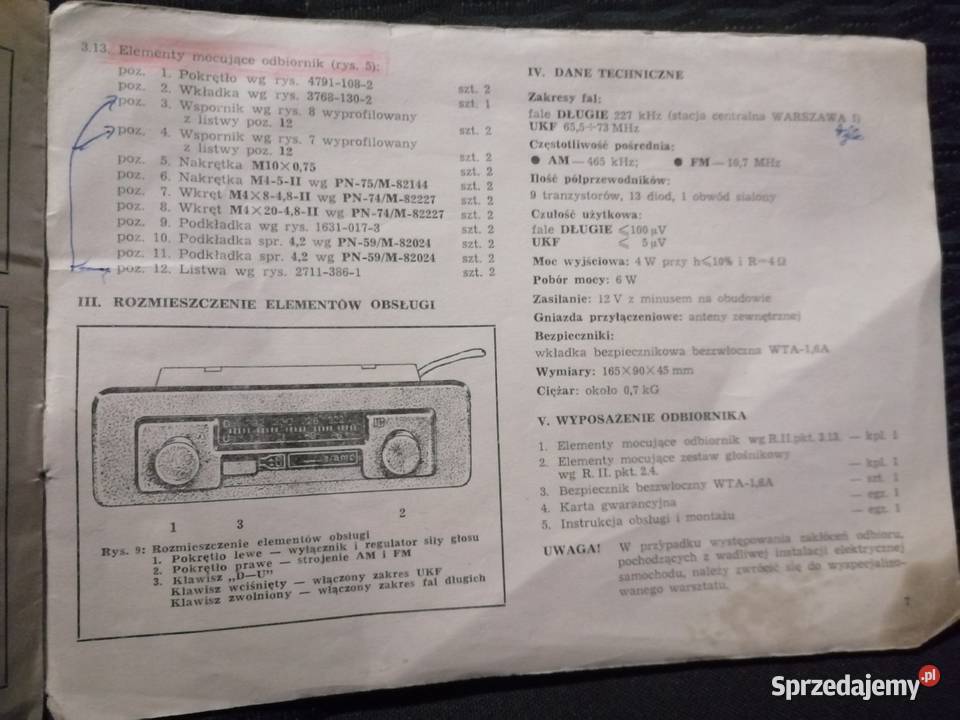 3.13. Elementy mocujące odbiornik (rys. 5):
poz. 1. Pokrętło wg rys. 4791-108-2 szt. 2
poz. 2. Wkładka wg rys. 3768-130-2 szt. 1
poz. 3. Wspornik wg rys. 8 wyprofilowany
z listwy poz. 12 szt. 2
poz. 4. Wspornik wg rys. 7 wyprofilowany
z listwy poz. 12 szt. 2
poz. 5. Nakrętka M10×0,75 szt. 2
poz. 6. Nakrętka M4-5-II wg PN-75/M-82144 szt. 2
poz. 7. Wkręt M4×8-4,8-II wg PN-74/M-82227 szt. 2
poz. 8. Wkręt M4×20-4,8-II wg PN-74/M-82227 szt. 2
poz. 9. Podkładka wg rys. 1631-017-3 szt. 2
poz. 10. Podkładka spr. 4,2 wg PN-59/M-82024 szt. 2
poz. 11. Podkładka spr. 4,2 wg PN-59/M-82024 szt. 2
poz. 12. Listwa wg rys. 2711-386-1 szt. 2
III. ROZMIESZCZENIE ELEMENTÓW OBSŁUGI
1 3 2
Rys. 9: Rozmieszczenie elementów obsługi
1. Pokrętło lewe — wyłącznik i regulator siły głosu
2. Pokrętło prawe — strojenie AM i FM
3. Klawisz „D—U”
Klawisz wciśnięty — włączony zakres UKF
Klawisz zwolniony — włączony zakres fal długich
IV. DANE TECHNICZNE
Zakresy fal:
fale DŁUGIE 227 kHz (stacja centralna WARSZAWA I)
UKF 65,5÷73 MHz
Częstotliwość pośrednia:
● AM — 465 kHz; ● FM — 10,7 MHz
Ilość półprzewodników:
9 tranzystorów, 13 diod, 1 obwód scalony
Czułość użytkowa:
fale DŁUGIE ⩽100 µV
UKF ⩽ 5 µV
Moc wyjściowa: 4 W przy h⩽10% i R=4 Ω
Pobór mocy: 6 W
Zasilanie: 12 V z minusem na obudowie
Gniazda przyłączeniowe: anteny zewnętrznej
Bezpieczniki:
wkładka bezpiecznikowa bezzwłoczna WTA-1,6A
Wymiary: 165×90×45 mm
Ciężar: około 0,7 kG
V. WYPOSAŻENIE ODBIORNIKA
1. Elementy mocujące odbiornik wg R.II.pkt. 3.13. — kpl. 1
2. Elementy mocujące zestaw głośnikowy
wg R. II. pkt. 2.4. — kpl. 1
3. Bezpiecznik bezzwłoczny WTA-1,6A — szt. 1
4. Karta gwarancyjna — egz. 1
5. Instrukcja obsługi i montażu — egz. 1
UWAGA! W przypadku występowania zakłóceń odbioru,
pochodzących z wadliwej instalacji elektrycznej
samochodu, należy zwrócić się do wyspecjalizo-
wanego warsztatu.
7
Sprzedajemy.pl